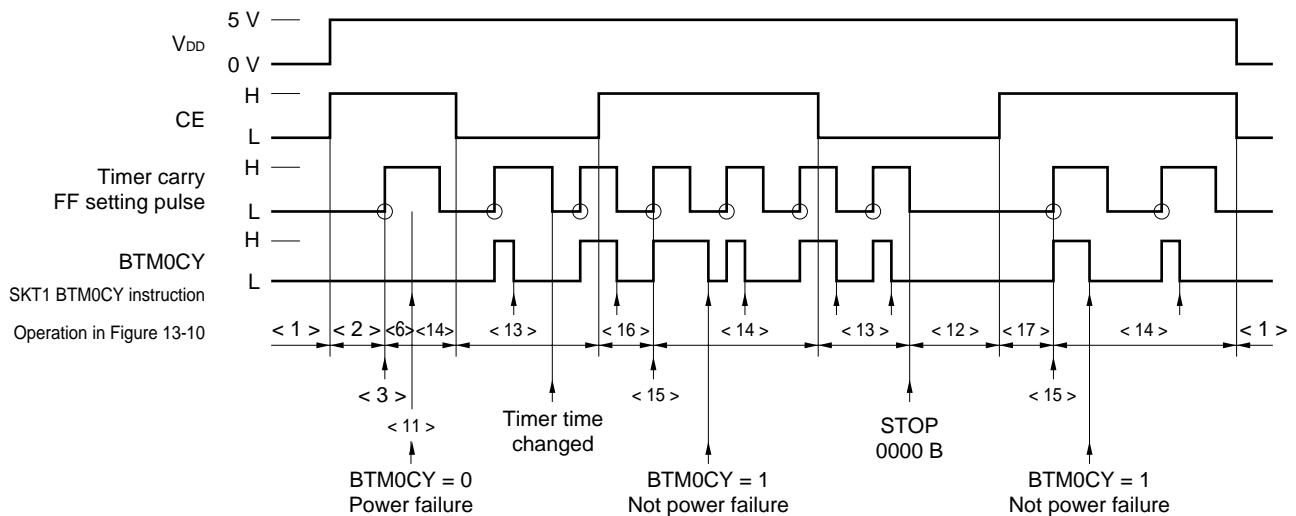 5 V
VDD
0 V
H
CE
L
H
Timer carry
FF setting pulse
L
H
BTM0CY
L
SKT1 BTM0CY instruction
Operation in Figure 13-10
< 1 > < 2 > <6> <14> < 13 > < 16 > < 14 > < 13 > < 12 > < 17 > < 14 > < 1 >
< 3 > < 15 > < 15 >
< 11 >
Timer time
changed
STOP
0000 B
BTM0CY = 0
Power failure
BTM0CY = 1
Not power failure
BTM0CY = 1
Not power failure